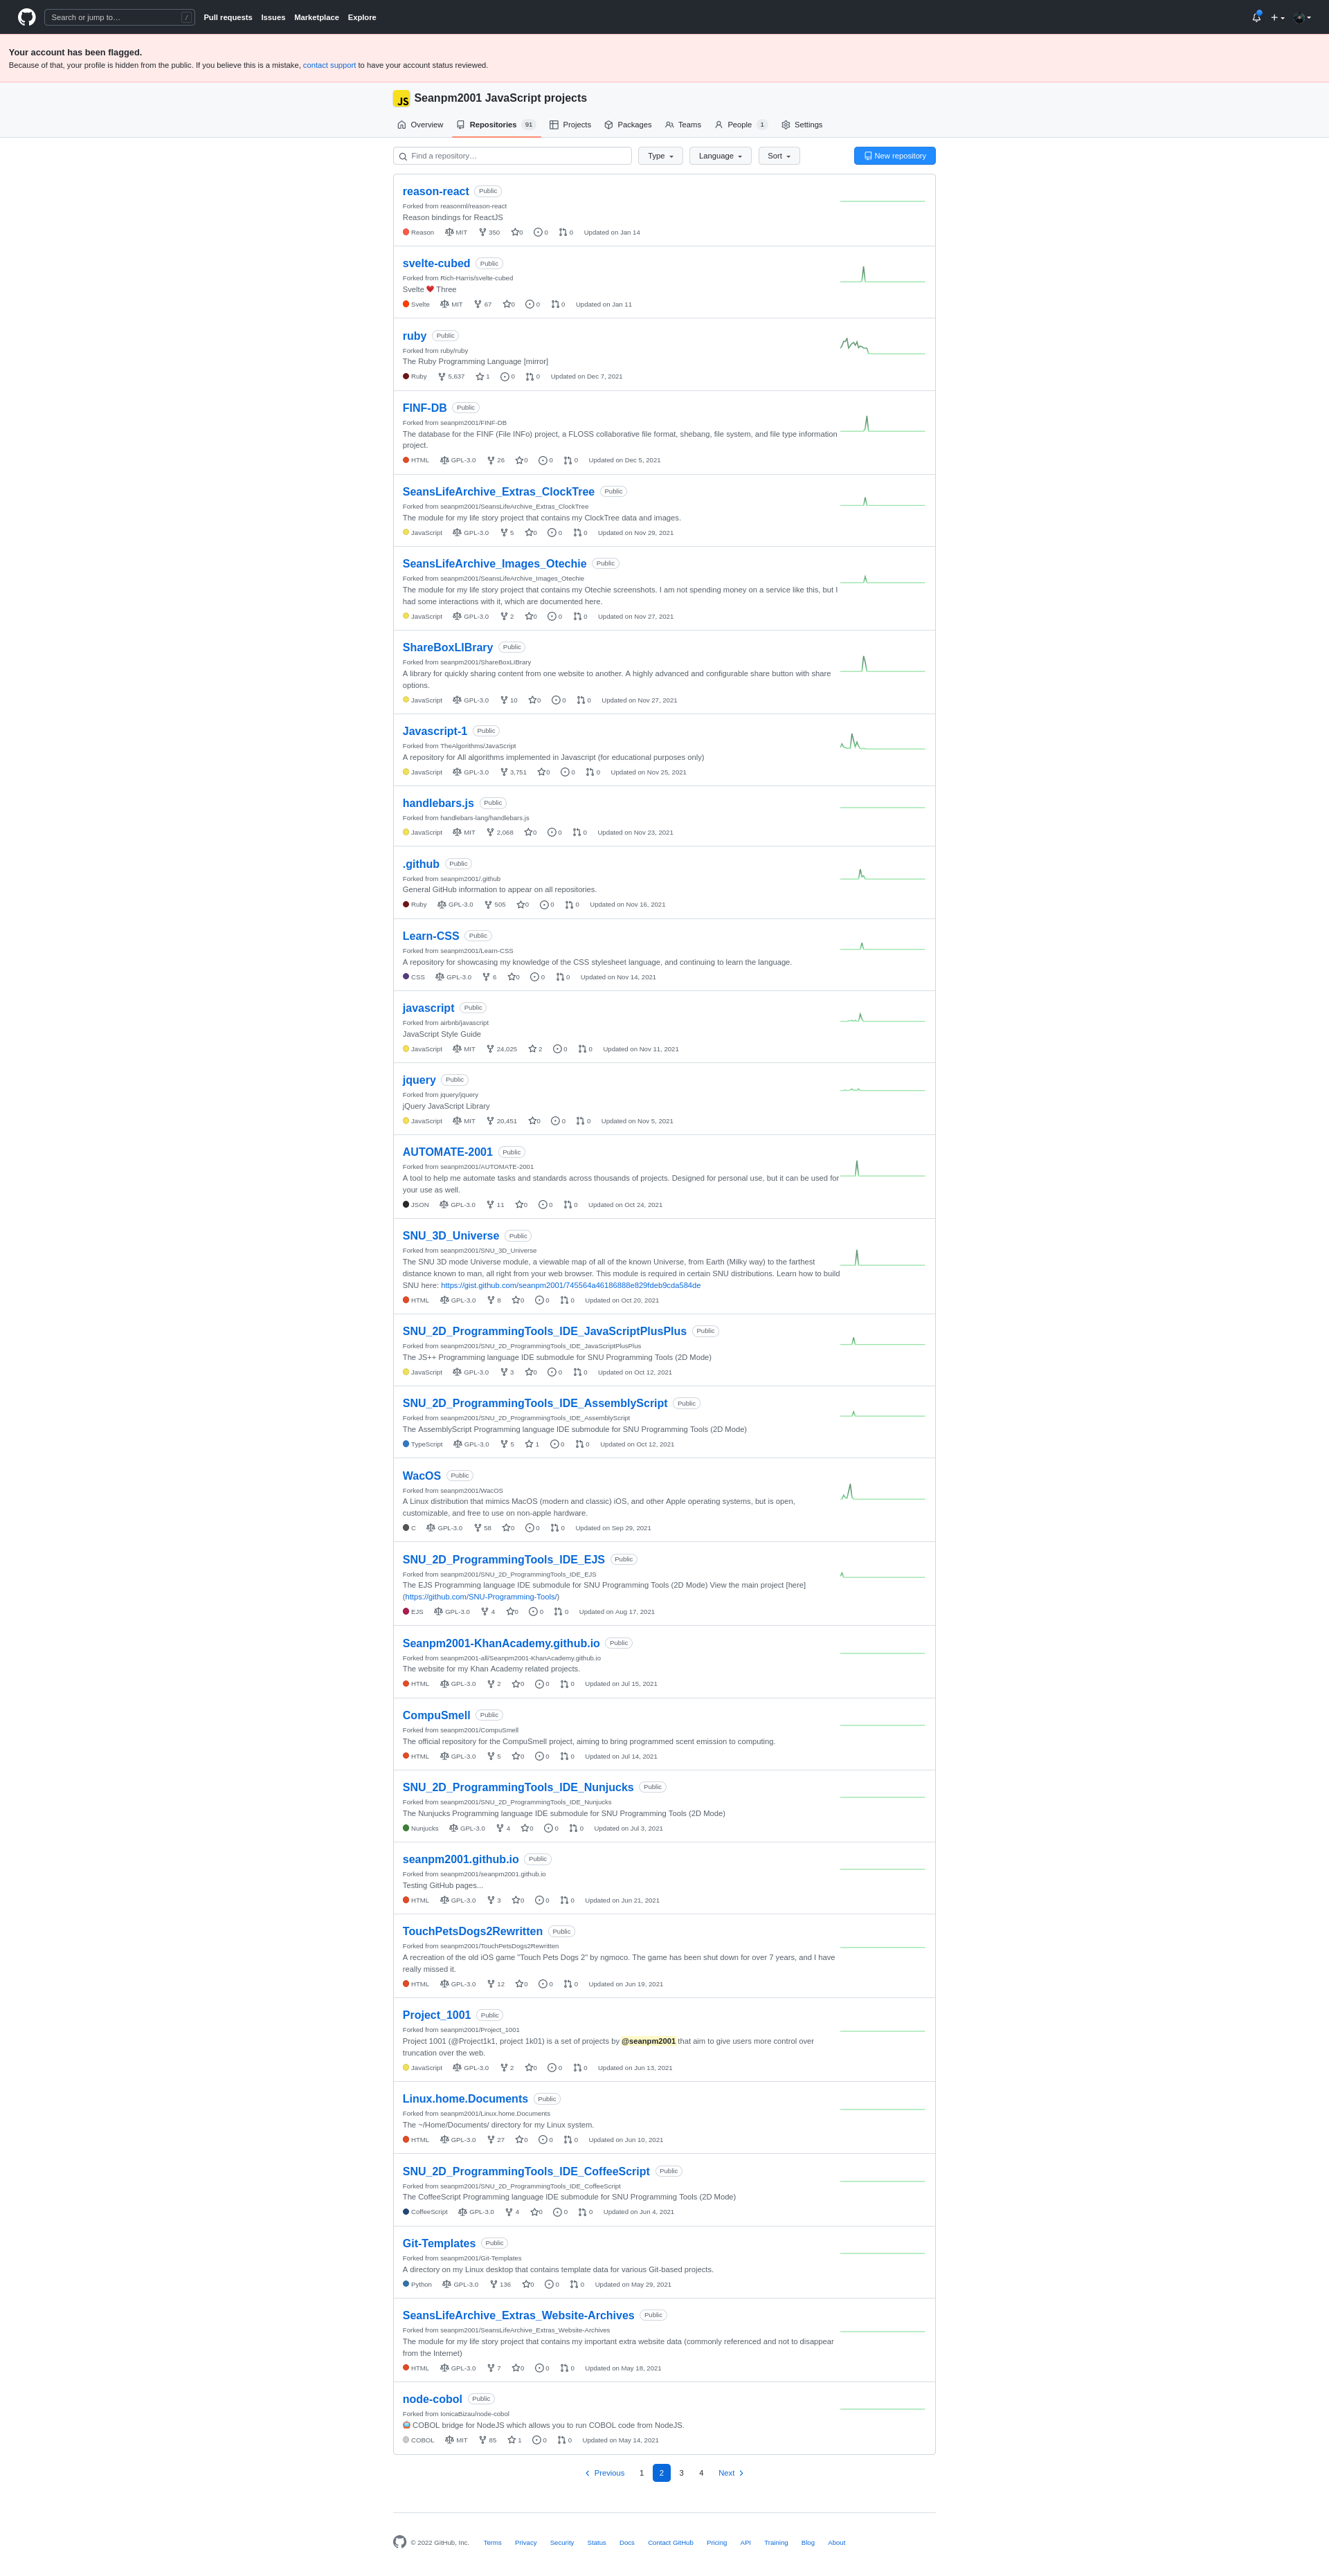 Search or jump to… / Pull requests Issues Marketplace Explore
Your account has been flagged.
Because of that, your profile is hidden from the public. If you believe this is a mistake, contact support to have your account status reviewed.
JS Seanpm2001 JavaScript projects
Overview Repositories 91 Projects Packages Teams People 1 Settings
Find a repository… Type Language Sort New repository
reason-react Public
Forked from reasonml/reason-react
Reason bindings for ReactJS
Reason MIT 350 0 0 0 Updated on Jan 14
svelte-cubed Public
Forked from Rich-Harris/svelte-cubed
Svelte ❤️ Three
Svelte MIT 67 0 0 0 Updated on Jan 11
ruby Public
Forked from ruby/ruby
The Ruby Programming Language [mirror]
Ruby 5,637 1 0 0 Updated on Dec 7, 2021
FINF-DB Public
Forked from seanpm2001/FINF-DB
The database for the FINF (File INFo) project, a FLOSS collaborative file format, shebang, file system, and file type information
project.
HTML GPL-3.0 26 0 0 0 Updated on Dec 5, 2021
SeansLifeArchive_Extras_ClockTree Public
Forked from seanpm2001/SeansLifeArchive_Extras_ClockTree
The module for my life story project that contains my ClockTree data and images.
JavaScript GPL-3.0 5 0 0 0 Updated on Nov 29, 2021
SeansLifeArchive_Images_Otechie Public
Forked from seanpm2001/SeansLifeArchive_Images_Otechie
The module for my life story project that contains my Otechie screenshots. I am not spending money on a service like this, but I
had some interactions with it, which are documented here.
JavaScript GPL-3.0 2 0 0 0 Updated on Nov 27, 2021
ShareBoxLIBrary Public
Forked from seanpm2001/ShareBoxLIBrary
A library for quickly sharing content from one website to another. A highly advanced and configurable share button with share
options.
JavaScript GPL-3.0 10 0 0 0 Updated on Nov 27, 2021
Javascript-1 Public
Forked from TheAlgorithms/JavaScript
A repository for All algorithms implemented in Javascript (for educational purposes only)
JavaScript GPL-3.0 3,751 0 0 0 Updated on Nov 25, 2021
handlebars.js Public
Forked from handlebars-lang/handlebars.js
JavaScript MIT 2,068 0 0 0 Updated on Nov 23, 2021
.github Public
Forked from seanpm2001/.github
General GitHub information to appear on all repositories.
Ruby GPL-3.0 505 0 0 0 Updated on Nov 16, 2021
Learn-CSS Public
Forked from seanpm2001/Learn-CSS
A repository for showcasing my knowledge of the CSS stylesheet language, and continuing to learn the language.
CSS GPL-3.0 6 0 0 0 Updated on Nov 14, 2021
javascript Public
Forked from airbnb/javascript
JavaScript Style Guide
JavaScript MIT 24,025 2 0 0 Updated on Nov 11, 2021
jquery Public
Forked from jquery/jquery
jQuery JavaScript Library
JavaScript MIT 20,451 0 0 0 Updated on Nov 5, 2021
AUTOMATE-2001 Public
Forked from seanpm2001/AUTOMATE-2001
A tool to help me automate tasks and standards across thousands of projects. Designed for personal use, but it can be used for
your use as well.
JSON GPL-3.0 11 0 0 0 Updated on Oct 24, 2021
SNU_3D_Universe Public
Forked from seanpm2001/SNU_3D_Universe
The SNU 3D mode Universe module, a viewable map of all of the known Universe, from Earth (Milky way) to the farthest
distance known to man, all right from your web browser. This module is required in certain SNU distributions. Learn how to build
SNU here: https://gist.github.com/seanpm2001/745564a46186888e829fdeb9cda584de
HTML GPL-3.0 8 0 0 0 Updated on Oct 20, 2021
SNU_2D_ProgrammingTools_IDE_JavaScriptPlusPlus Public
Forked from seanpm2001/SNU_2D_ProgrammingTools_IDE_JavaScriptPlusPlus
The JS++ Programming language IDE submodule for SNU Programming Tools (2D Mode)
JavaScript GPL-3.0 3 0 0 0 Updated on Oct 12, 2021
SNU_2D_ProgrammingTools_IDE_AssemblyScript Public
Forked from seanpm2001/SNU_2D_ProgrammingTools_IDE_AssemblyScript
The AssemblyScript Programming language IDE submodule for SNU Programming Tools (2D Mode)
TypeScript GPL-3.0 5 1 0 0 Updated on Oct 12, 2021
WacOS Public
Forked from seanpm2001/WacOS
A Linux distribution that mimics MacOS (modern and classic) iOS, and other Apple operating systems, but is open,
customizable, and free to use on non-apple hardware.
C GPL-3.0 58 0 0 0 Updated on Sep 29, 2021
SNU_2D_ProgrammingTools_IDE_EJS Public
Forked from seanpm2001/SNU_2D_ProgrammingTools_IDE_EJS
The EJS Programming language IDE submodule for SNU Programming Tools (2D Mode) View the main project [here]
(https://github.com/SNU-Programming-Tools/)
EJS GPL-3.0 4 0 0 0 Updated on Aug 17, 2021
Seanpm2001-KhanAcademy.github.io Public
Forked from seanpm2001-all/Seanpm2001-KhanAcademy.github.io
The website for my Khan Academy related projects.
HTML GPL-3.0 2 0 0 0 Updated on Jul 15, 2021
CompuSmell Public
Forked from seanpm2001/CompuSmell
The official repository for the CompuSmell project, aiming to bring programmed scent emission to computing.
HTML GPL-3.0 5 0 0 0 Updated on Jul 14, 2021
SNU_2D_ProgrammingTools_IDE_Nunjucks Public
Forked from seanpm2001/SNU_2D_ProgrammingTools_IDE_Nunjucks
The Nunjucks Programming language IDE submodule for SNU Programming Tools (2D Mode)
Nunjucks GPL-3.0 4 0 0 0 Updated on Jul 3, 2021
seanpm2001.github.io Public
Forked from seanpm2001/seanpm2001.github.io
Testing GitHub pages...
HTML GPL-3.0 3 0 0 0 Updated on Jun 21, 2021
TouchPetsDogs2Rewritten Public
Forked from seanpm2001/TouchPetsDogs2Rewritten
A recreation of the old iOS game "Touch Pets Dogs 2" by ngmoco. The game has been shut down for over 7 years, and I have
really missed it.
HTML GPL-3.0 12 0 0 0 Updated on Jun 19, 2021
Project_1001 Public
Forked from seanpm2001/Project_1001
Project 1001 (@Project1k1, project 1k01) is a set of projects by @seanpm2001 that aim to give users more control over
truncation over the web.
JavaScript GPL-3.0 2 0 0 0 Updated on Jun 13, 2021
Linux.home.Documents Public
Forked from seanpm2001/Linux.home.Documents
The ~/Home/Documents/ directory for my Linux system.
HTML GPL-3.0 27 0 0 0 Updated on Jun 10, 2021
SNU_2D_ProgrammingTools_IDE_CoffeeScript Public
Forked from seanpm2001/SNU_2D_ProgrammingTools_IDE_CoffeeScript
The CoffeeScript Programming language IDE submodule for SNU Programming Tools (2D Mode)
CoffeeScript GPL-3.0 4 0 0 0 Updated on Jun 4, 2021
Git-Templates Public
Forked from seanpm2001/Git-Templates
A directory on my Linux desktop that contains template data for various Git-based projects.
Python GPL-3.0 136 0 0 0 Updated on May 29, 2021
SeansLifeArchive_Extras_Website-Archives Public
Forked from seanpm2001/SeansLifeArchive_Extras_Website-Archives
The module for my life story project that contains my important extra website data (commonly referenced and not to disappear
from the Internet)
HTML GPL-3.0 7 0 0 0 Updated on May 16, 2021
node-cobol Public
Forked from IonicaBizau/node-cobol
COBOL bridge for NodeJS which allows you to run COBOL code from NodeJS.
COBOL MIT 85 1 0 0 Updated on May 14, 2021
Previous 1 2 3 4 Next
© 2022 GitHub, Inc. Terms Privacy Security Status Docs Contact GitHub Pricing API Training Blog About